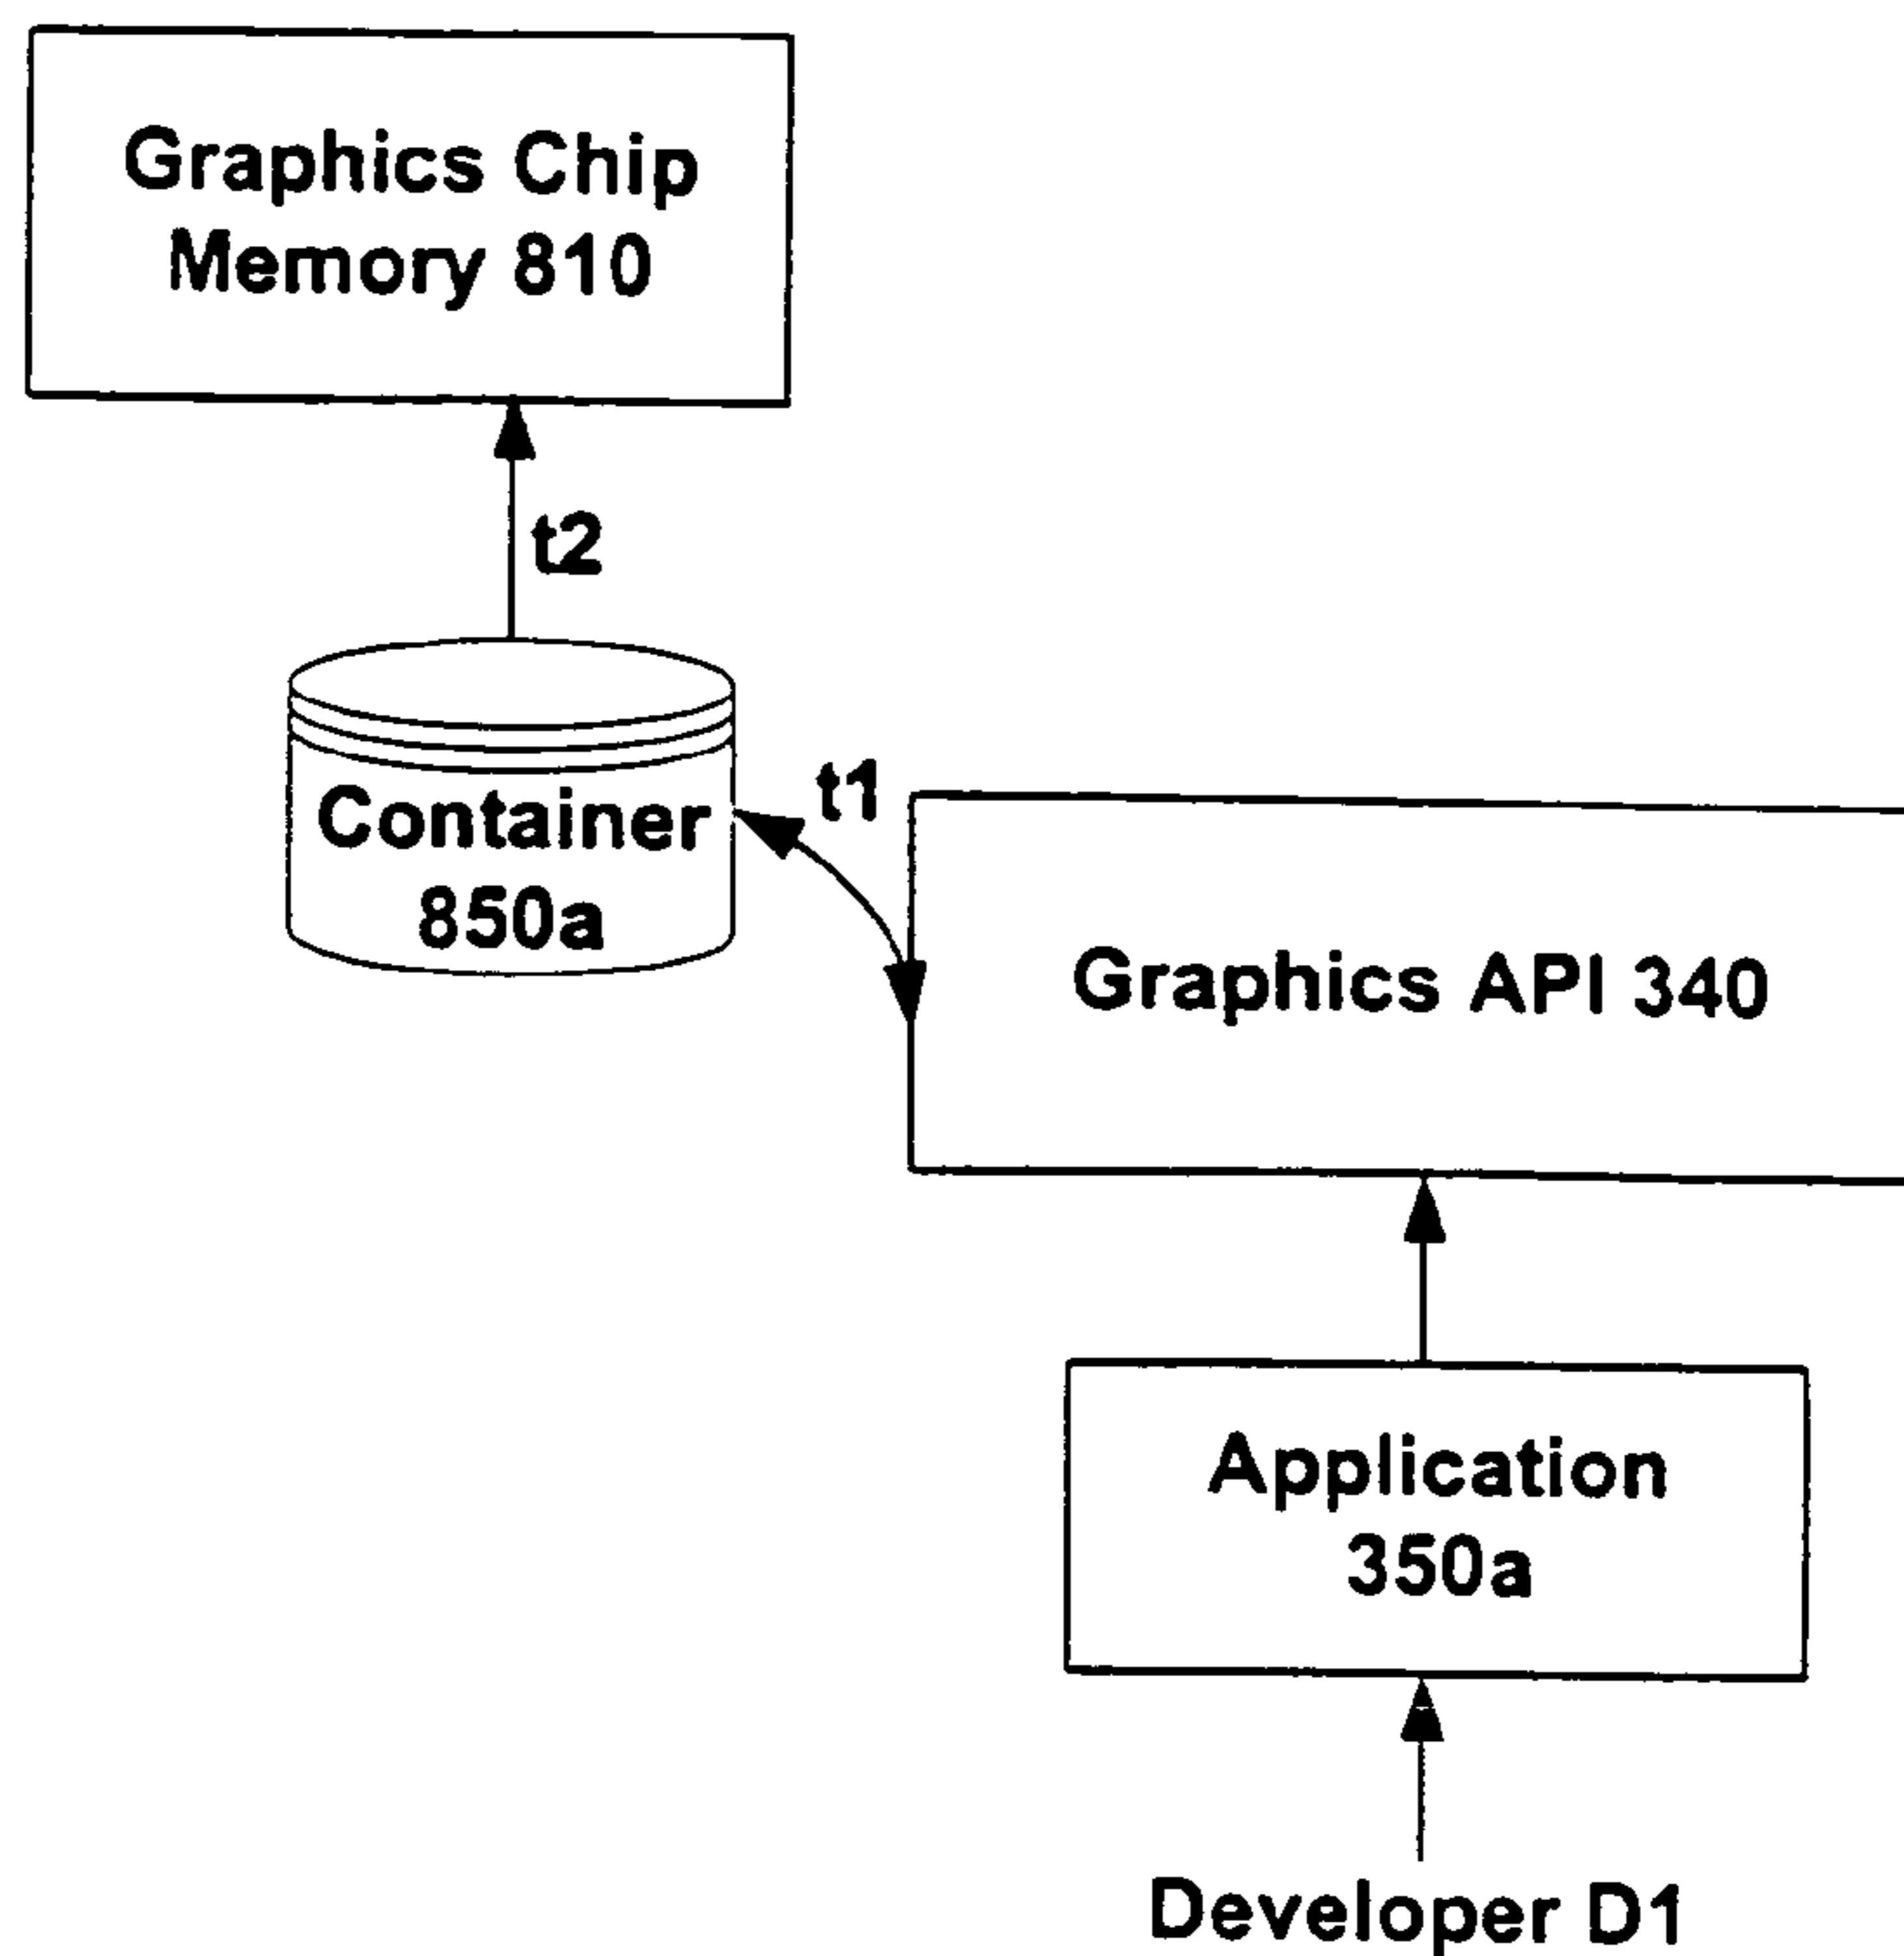 Graphics Chip
Memory 810
t2
t1
Container
850a
Graphics API 340
Application
350a
Developer D1